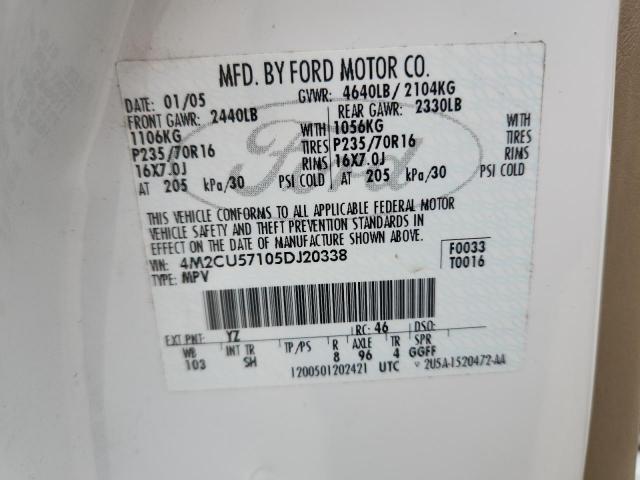 MFD. BY FORD MOTOR CO.
DATE: 01/05 GVWR: 4640LB/ 2104KG
FRONT GAWR: 2440LB REAR GAWR: 2330LB
1106KG WITH 1056KG WITH
P235/70R16 TIRES P235/70R16 TIRES
16X7.0J RIMS 16X7.0J RIMS
AT 205 kPa/30 PSI COLD AT 205 kPa/30 PSI COLD
Ford
THIS VEHICLE CONFORMS TO ALL APPLICABLE FEDERAL MOTOR
VEHICLE SAFETY AND THEFT PREVENTION STANDARDS IN
EFFECT ON THE DATE OF MANUFACTURE SHOWN ABOVE.
VIN: 4M2CU57105DJ20338 F0033
TYPE: MPV T0016
EXT PNT: YZ RC: 46 DSO:
WB INT TR TP/PS R AXLE TR SPR
103 SH 8 96 4 GGFF
1200501202421 UTC 2U5A-1520472-AA